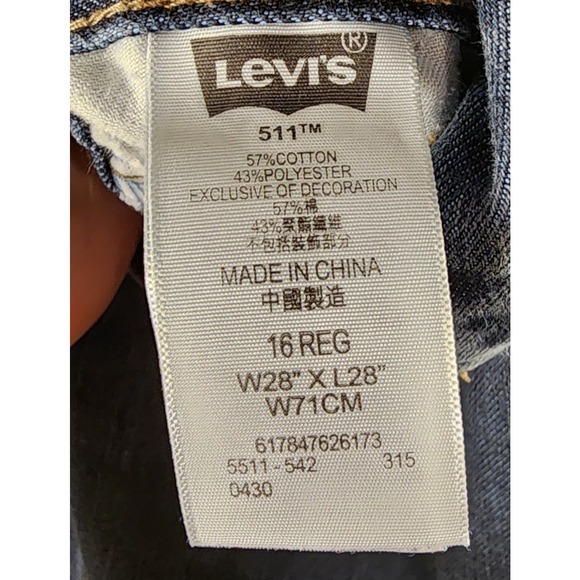 Levi's ®
511™
57%COTTON
43%POLYESTER
EXCLUSIVE OF DECORATION
57%棉
43%聚酯纖維
不包括裝飾部分
MADE IN CHINA
中國製造
16 REG
W28" X L28"
W71CM
617847626173
5511-542 315
0430